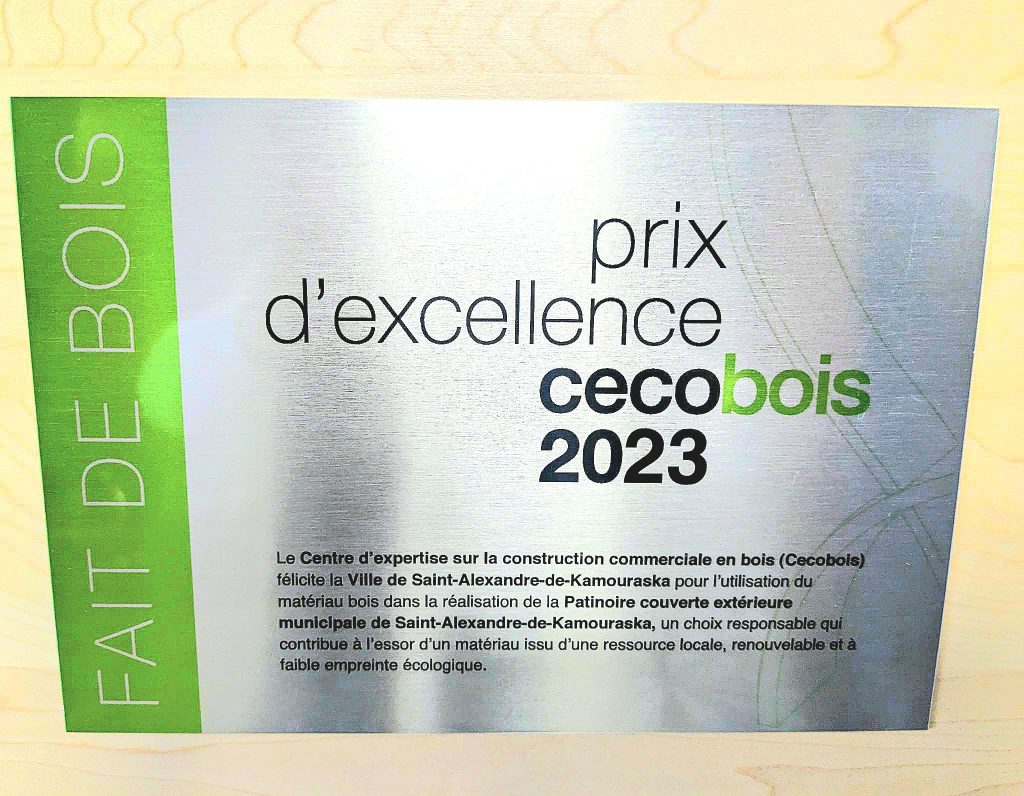 FAIT DE BOIS
prix
d'excellence
cecobois
2023
Le Centre d'expertise sur la construction commerciale en bois (Cecobois)
félicite la Ville de Saint-Alexandre-de-Kamouraska pour l'utilisation du
matériau bois dans la réalisation de la Patinoire couverte extérieure
municipale de Saint-Alexandre-de-Kamouraska, un choix responsable qui
contribue à l'essor d'un matériau issu d'une ressource locale, renouvelable et à
faible empreinte écologique.